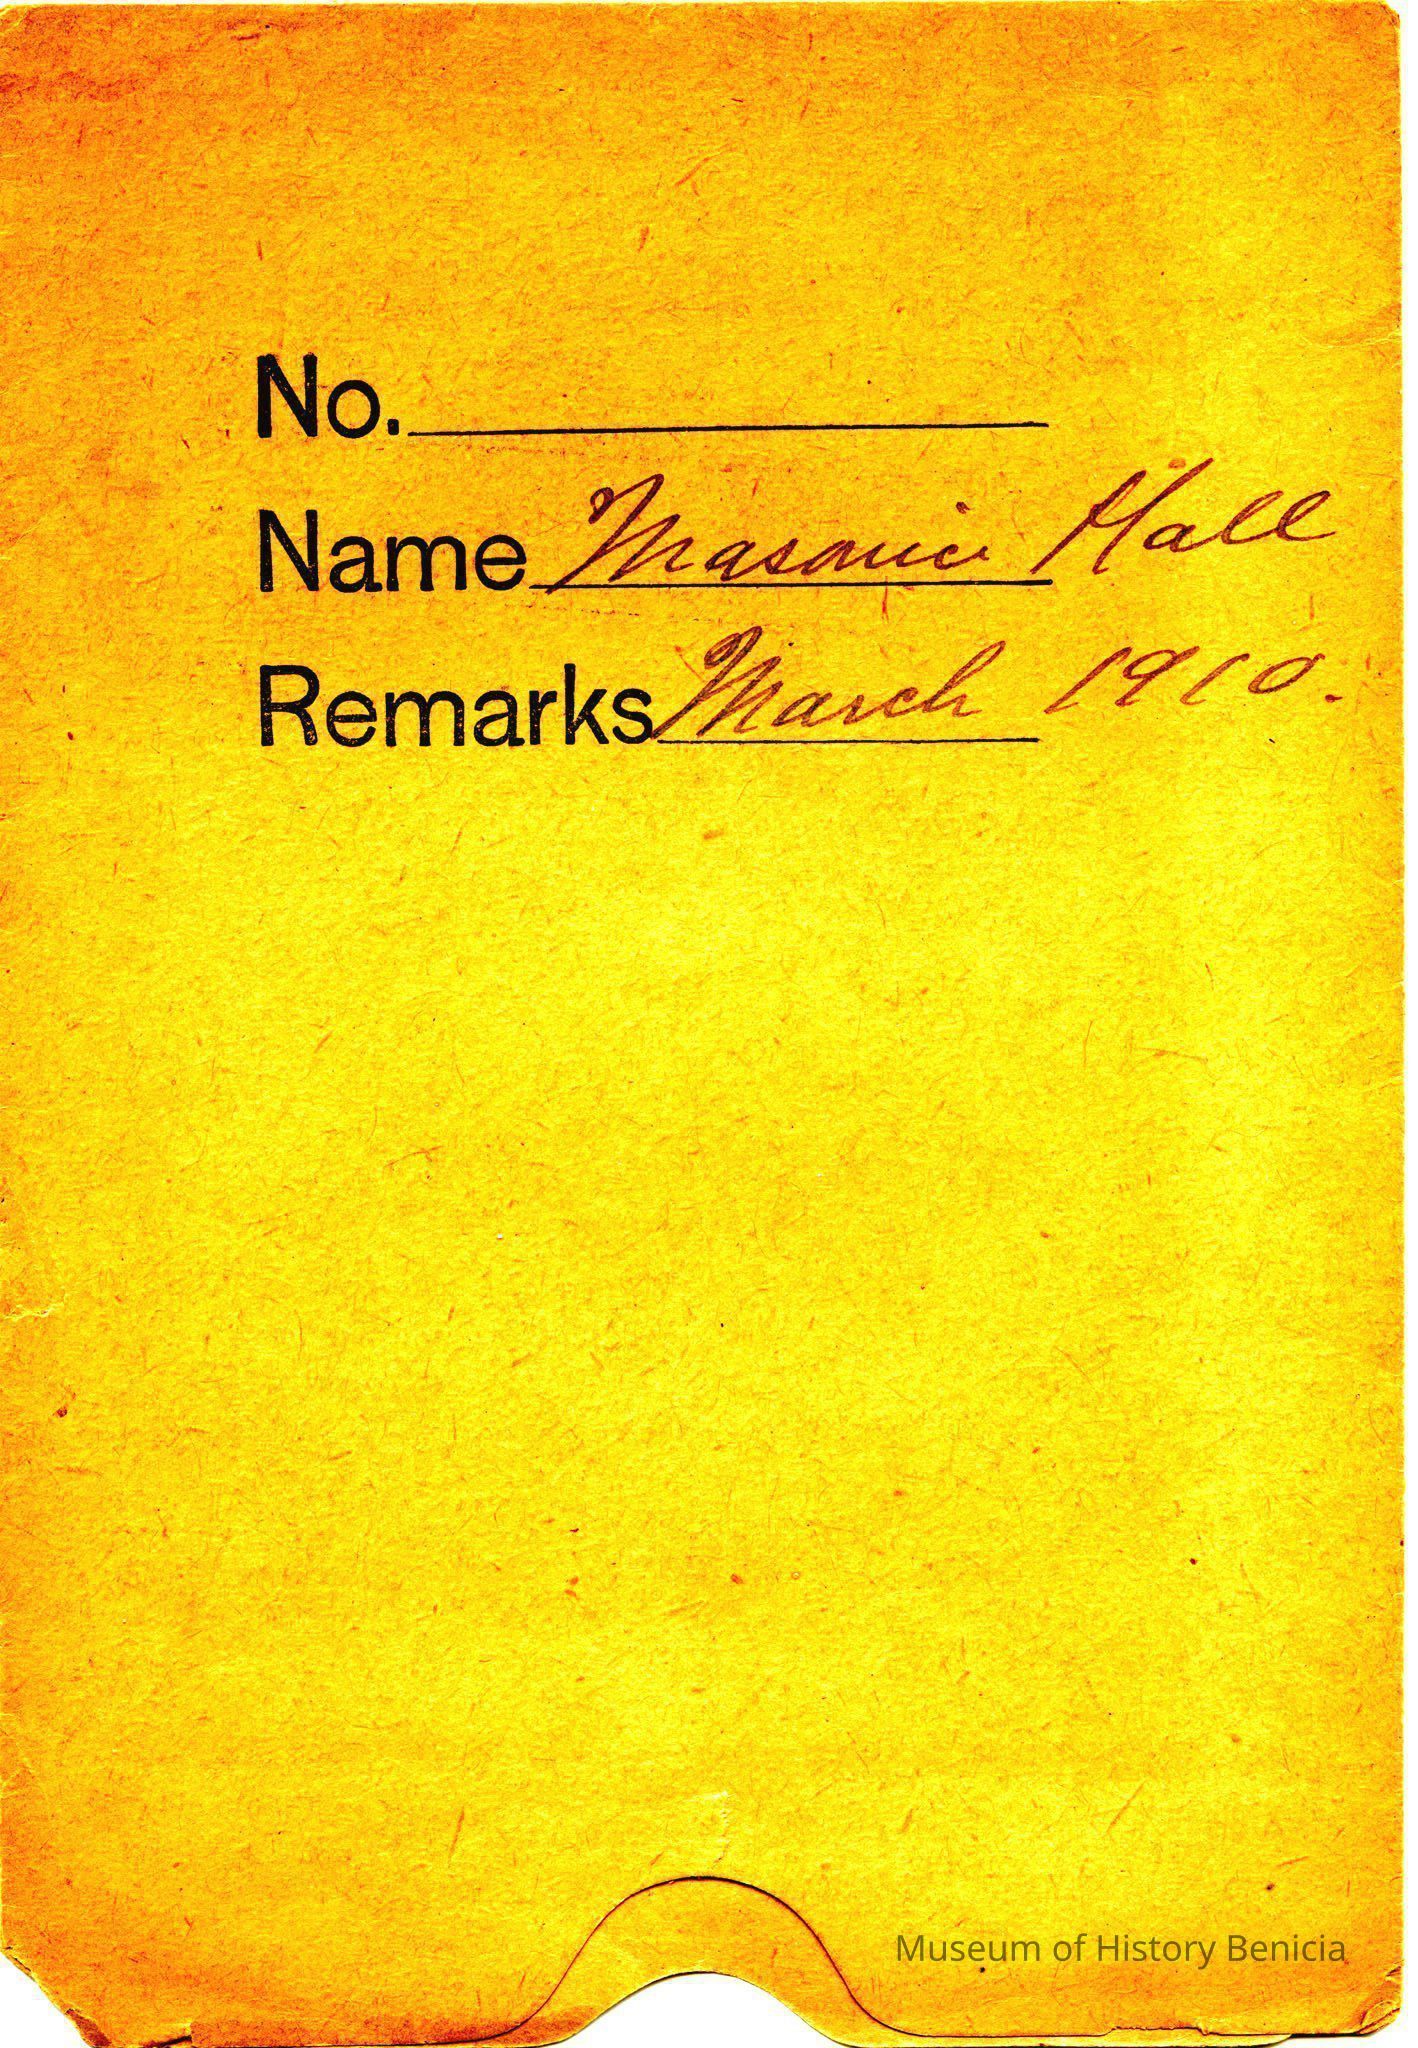 No.
Name Masonic Hall
Remarks March 1910.
Museum of History Benicia